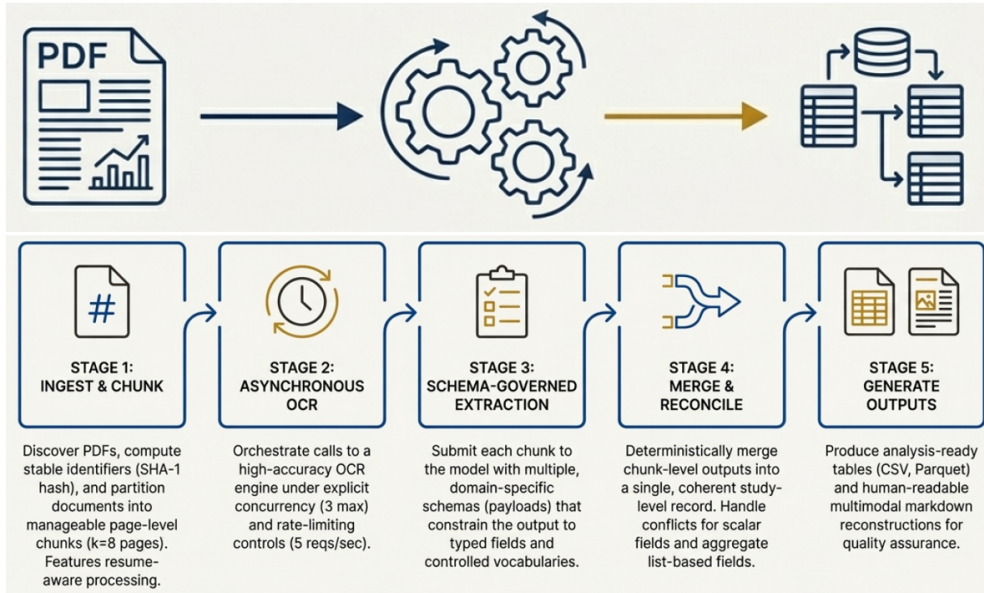 PDF
#
STAGE 1:
INGEST & CHUNK
Discover PDFs, compute
stable identifiers (SHA-1
hash), and partition
documents into
manageable page-level
chunks (k=8 pages).
Features resume-
aware processing.
STAGE 2:
ASYNCHRONOUS
OCR
Orchestrate calls to a
high-accuracy OCR
engine under explicit
concurrency (3 max)
and rate-limiting
controls (5 reqs/sec).
STAGE 3:
SCHEMA-GOVERNED
EXTRACTION
Submit each chunk to
the model with multiple,
domain-specific
schemas (payloads) that
constrain the output to
typed fields and
controlled vocabularies.
STAGE 4:
MERGE &
RECONCILE
Deterministically merge
chunk-level outputs into
a single, coherent study-
level record. Handle
conflicts for scalar
fields and aggregate
list-based fields.
STAGE 5:
GENERATE
OUTPUTS
Produce analysis-ready
tables (CSV, Parquet)
and human-readable
multimodal markdown
reconstructions for
quality assurance.